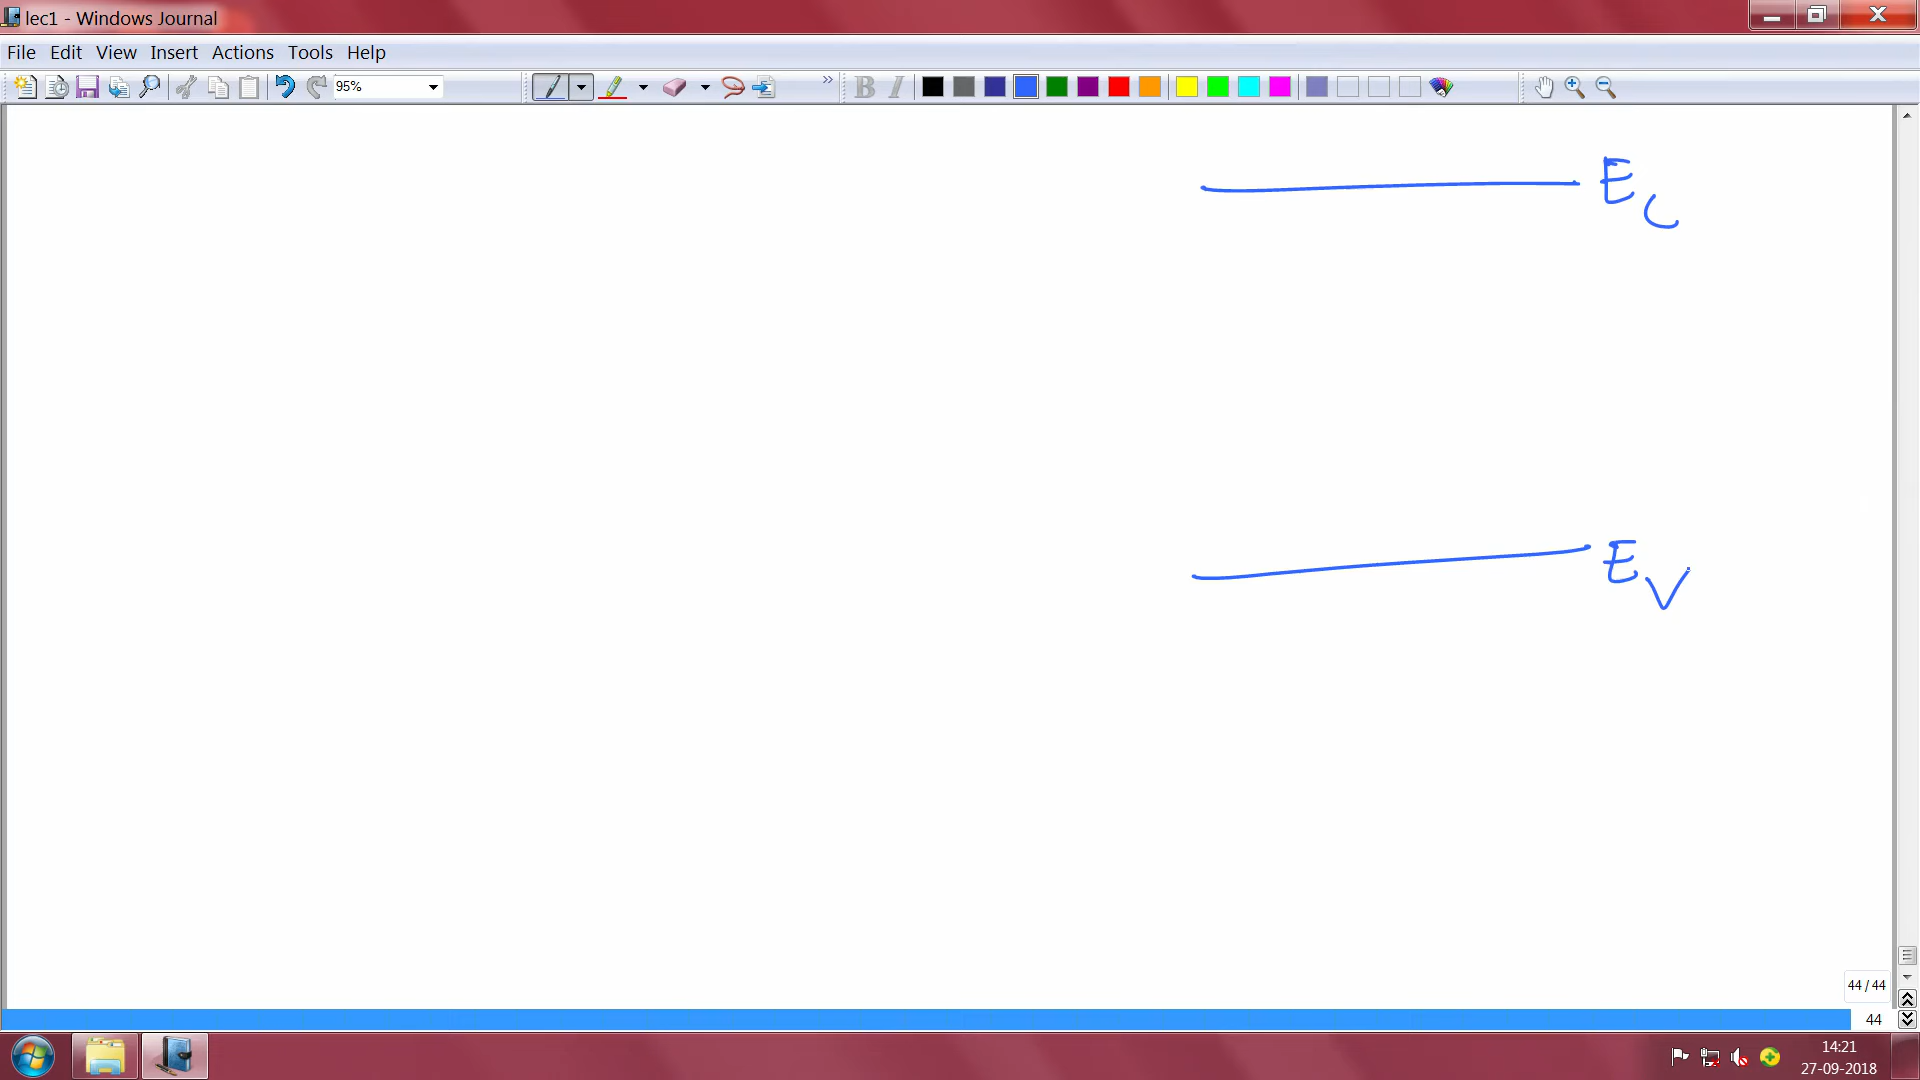 lec1 - Windows Journal
File Edit View Insert Actions Tools Help
95% » B I
E_C
E_V
44 / 44
44
14:21
27-09-2018